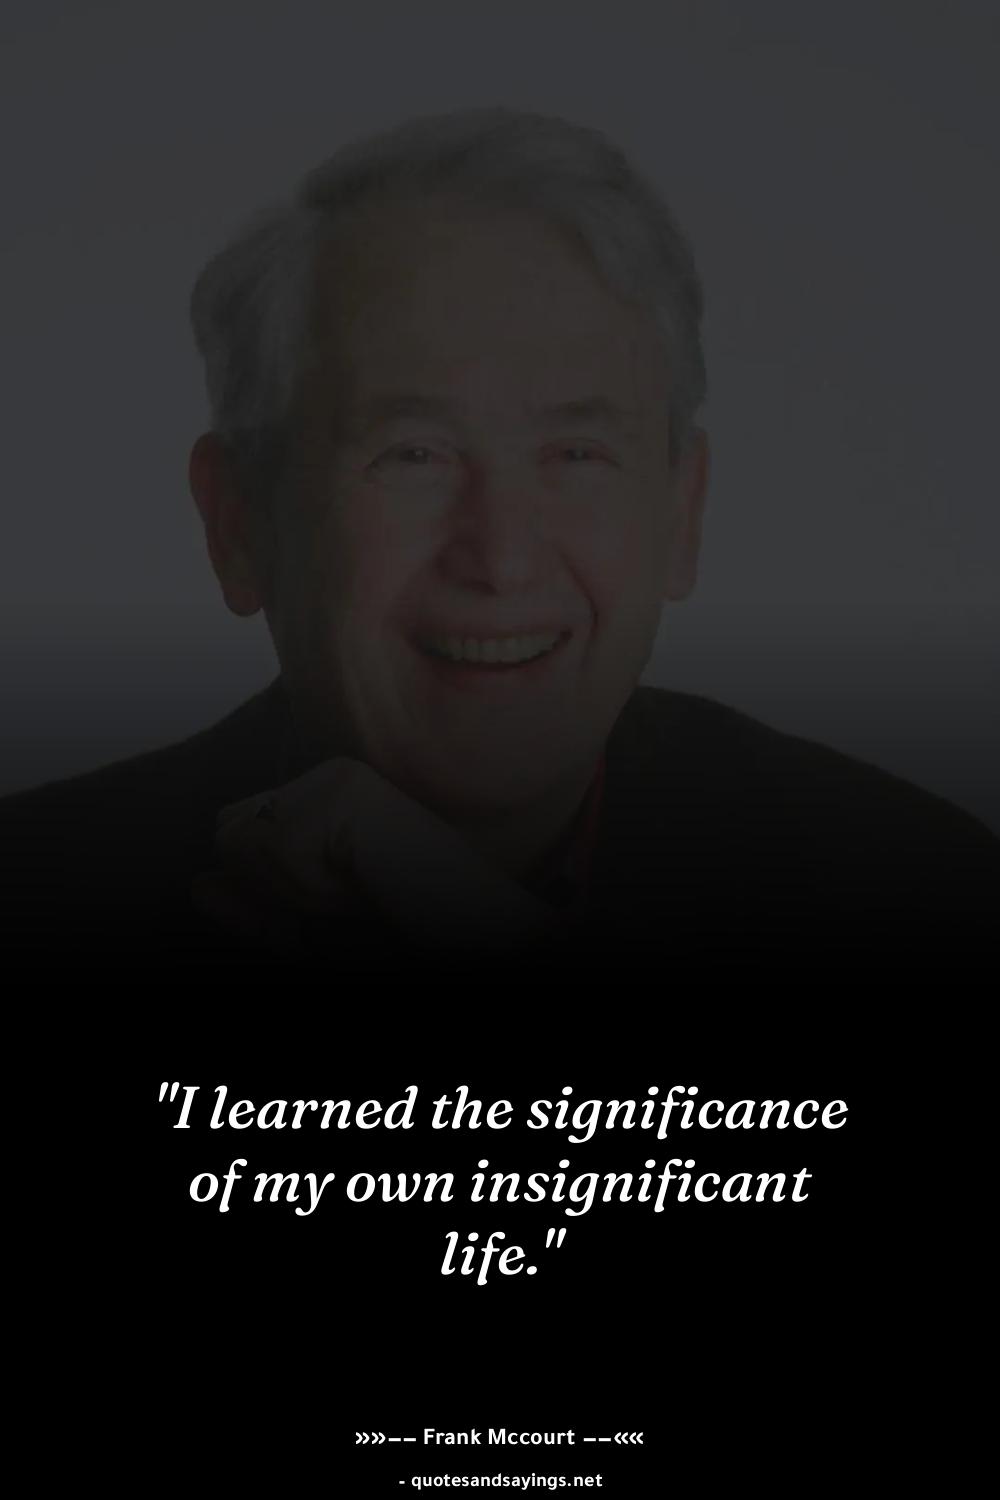 "I learned the significance
of my own insignificant
life."
»»–– Frank Mccourt ––««
- quotesandsayings.net